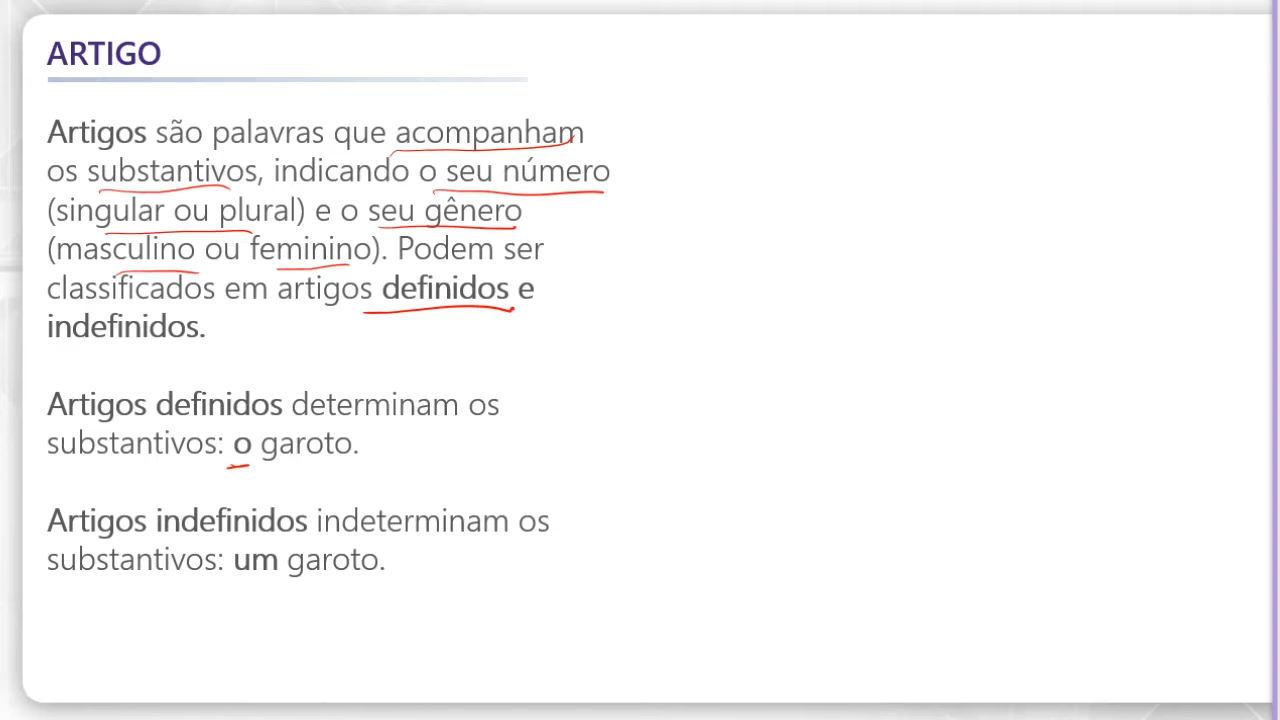 ARTIGO
Artigos são palavras que acompanham
os substantivos, indicando o seu número
(singular ou plural) e o seu gênero
(masculino ou feminino). Podem ser
classificados em artigos definidos e
indefinidos.
Artigos definidos determinam os
substantivos: o garoto.
Artigos indefinidos indeterminam os
substantivos: um garoto.